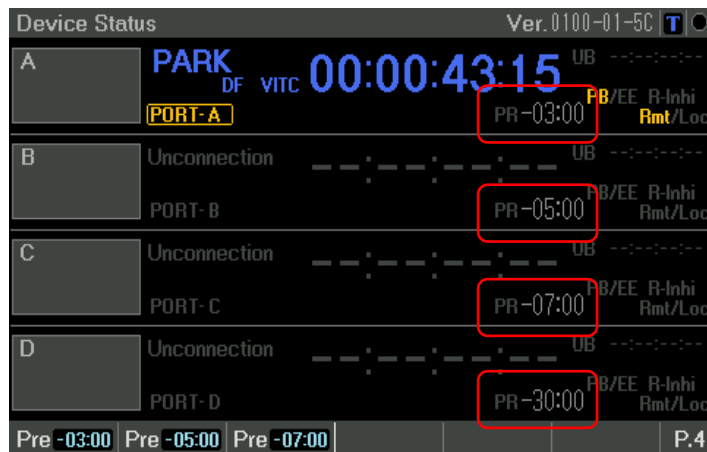 Device Status Ver.0100-01-5C T
A PARK DF VITC 00:00:43:15 UB --:--:--:--
PB/EE R-Inhi
PORT-A PR-03:00 Rmt/Loc
B Unconnection --:--:--:-- UB --:--:--:--
PB/EE R-Inhi
PORT-B PR-05:00 Rmt/Loc
C Unconnection --:--:--:-- UB --:--:--:--
PB/EE R-Inhi
PORT-C PR-07:00 Rmt/Loc
D Unconnection --:--:--:-- UB --:--:--:--
PB/EE R-Inhi
PORT-D PR-30:00 Rmt/Loc
Pre -03:00 Pre -05:00 Pre -07:00 P.4